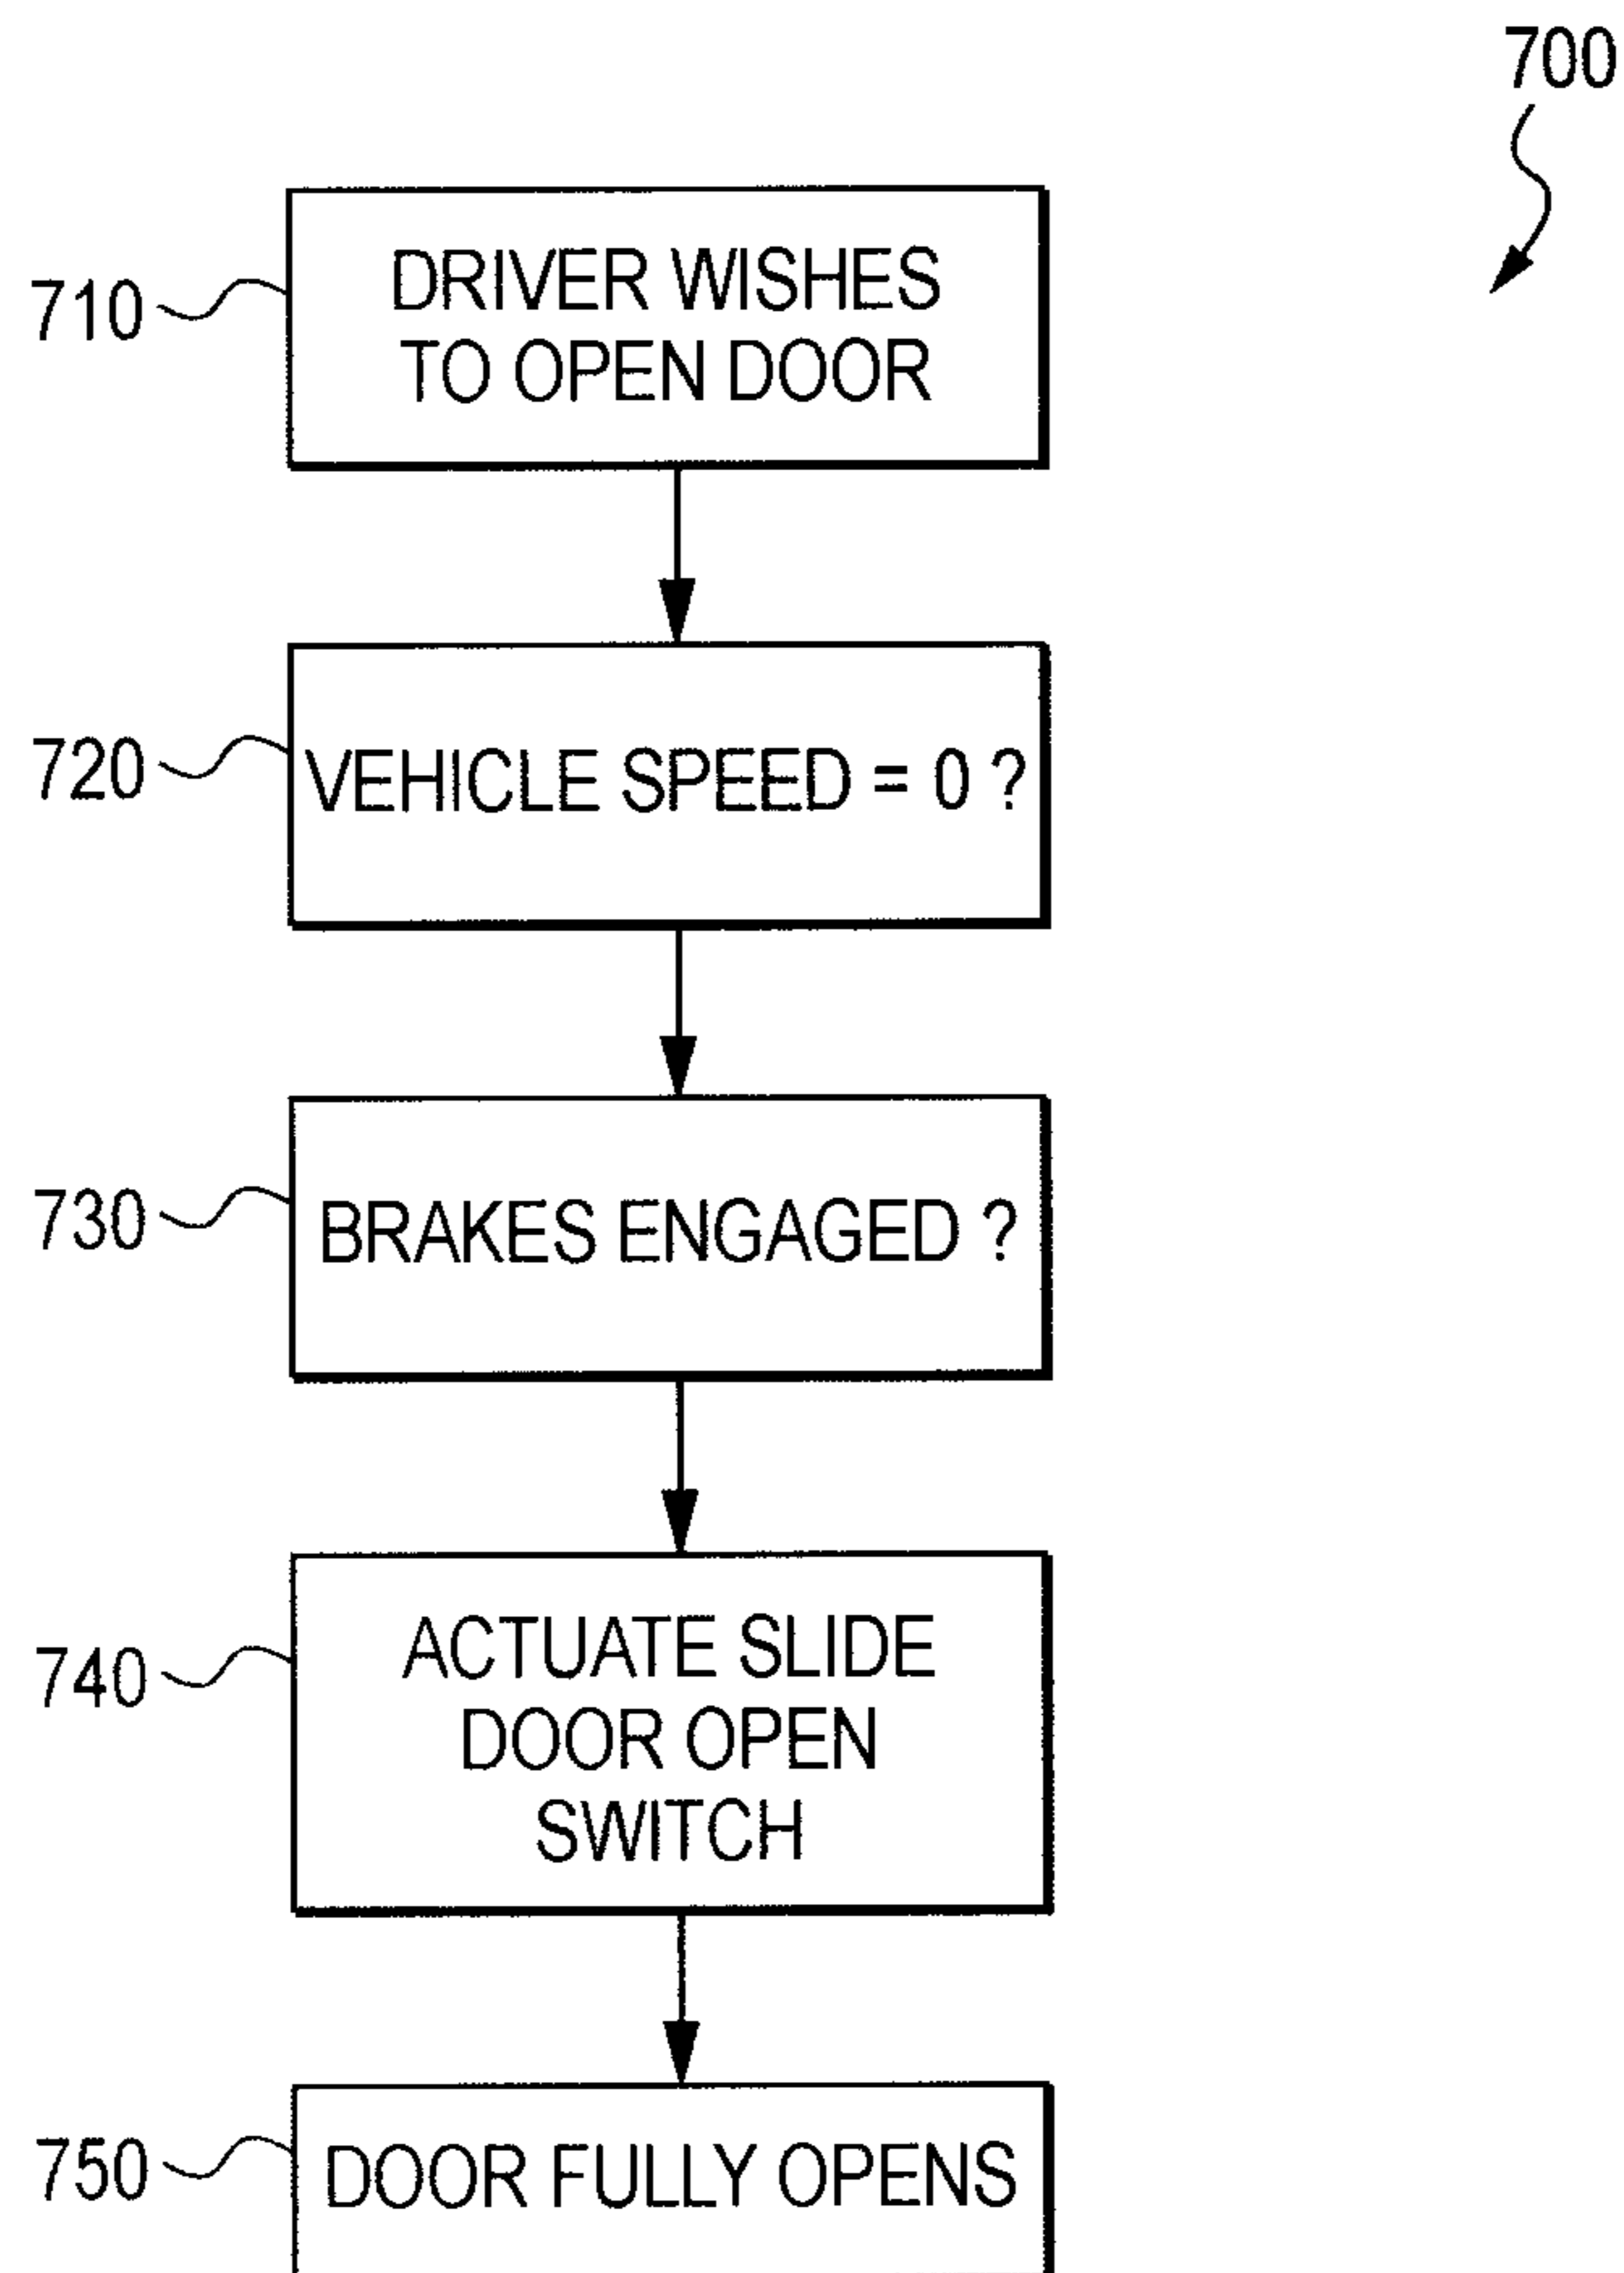 700
710
DRIVER WISHES
TO OPEN DOOR
720
VEHICLE SPEED = 0 ?
730
BRAKES ENGAGED ?
740
ACTUATE SLIDE
DOOR OPEN
SWITCH
750
DOOR FULLY OPENS